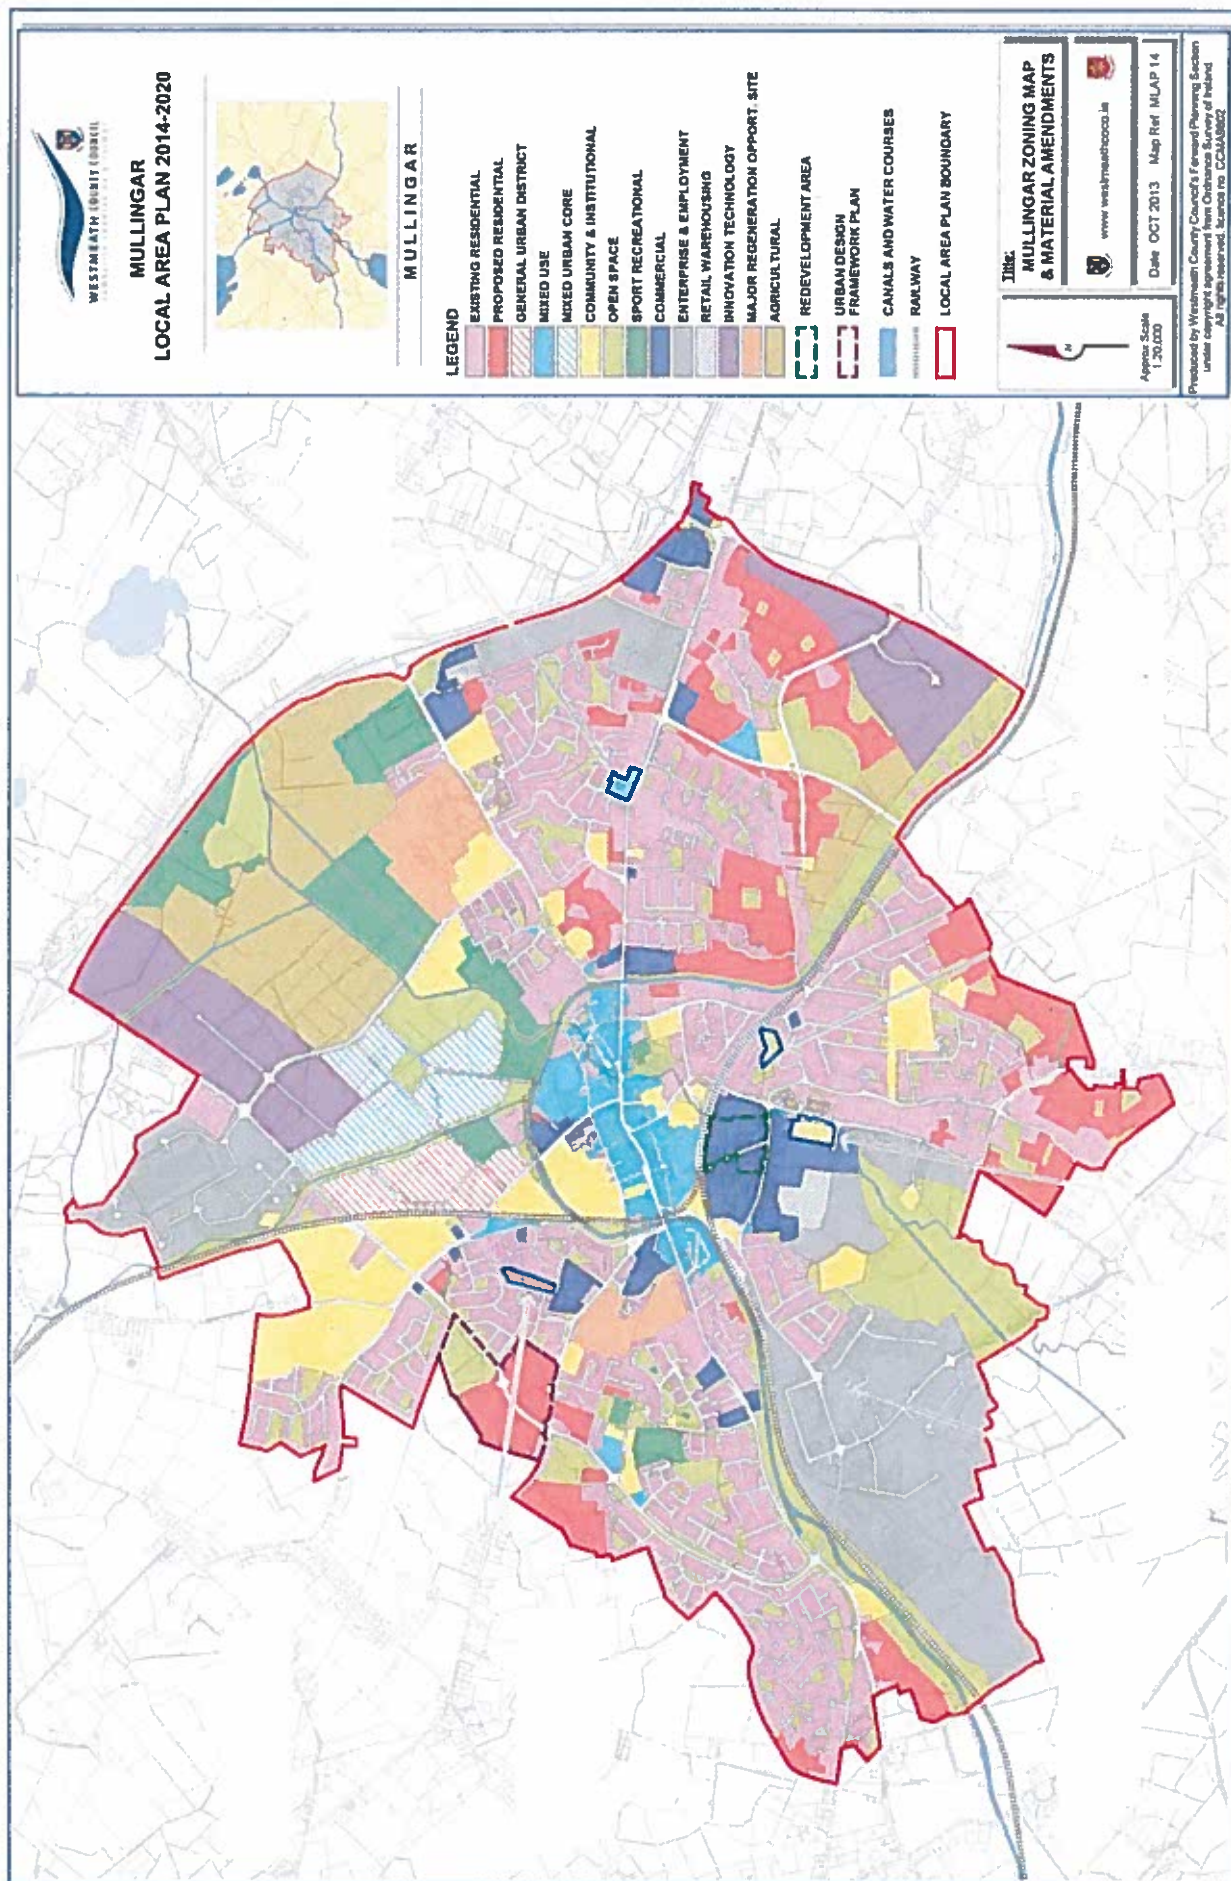 WESTMEATH COUNTY COUNCIL
MULLINGAR
LOCAL AREA PLAN 2014-2020
MULLINGAR
LEGEND
EXISTING RESIDENTIAL
PROPOSED RESIDENTIAL
GENERAL URBAN DISTRICT
MIXED USE
MIXED URBAN CORE
COMMUNITY & INSTITUTIONAL
OPEN SPACE
SPORT RECREATIONAL
COMMERCIAL
ENTERPRISE & EMPLOYMENT
RETAIL WAREHOUSING
INNOVATION TECHNOLOGY
MAJOR REGENERATION OPPORT. SITE
AGRICULTURAL
REDEVELOPMENT AREA
URBAN DESIGN
FRAMEWORK PLAN
CANALS AND WATER COURSES
RAILWAY
LOCAL AREA PLAN BOUNDARY
N
Approx Scale
1:20,000
Title:
MULLINGAR ZONING MAP
& MATERIAL AMENDMENTS
www.westmeathcoco.ie
Date OCT 2013 Map Ref MLAP 14
Produced by Westmeath County Council's Forward Planning Section
under copyright agreement from Ordnance Survey of Ireland
All rights reserved. licence no